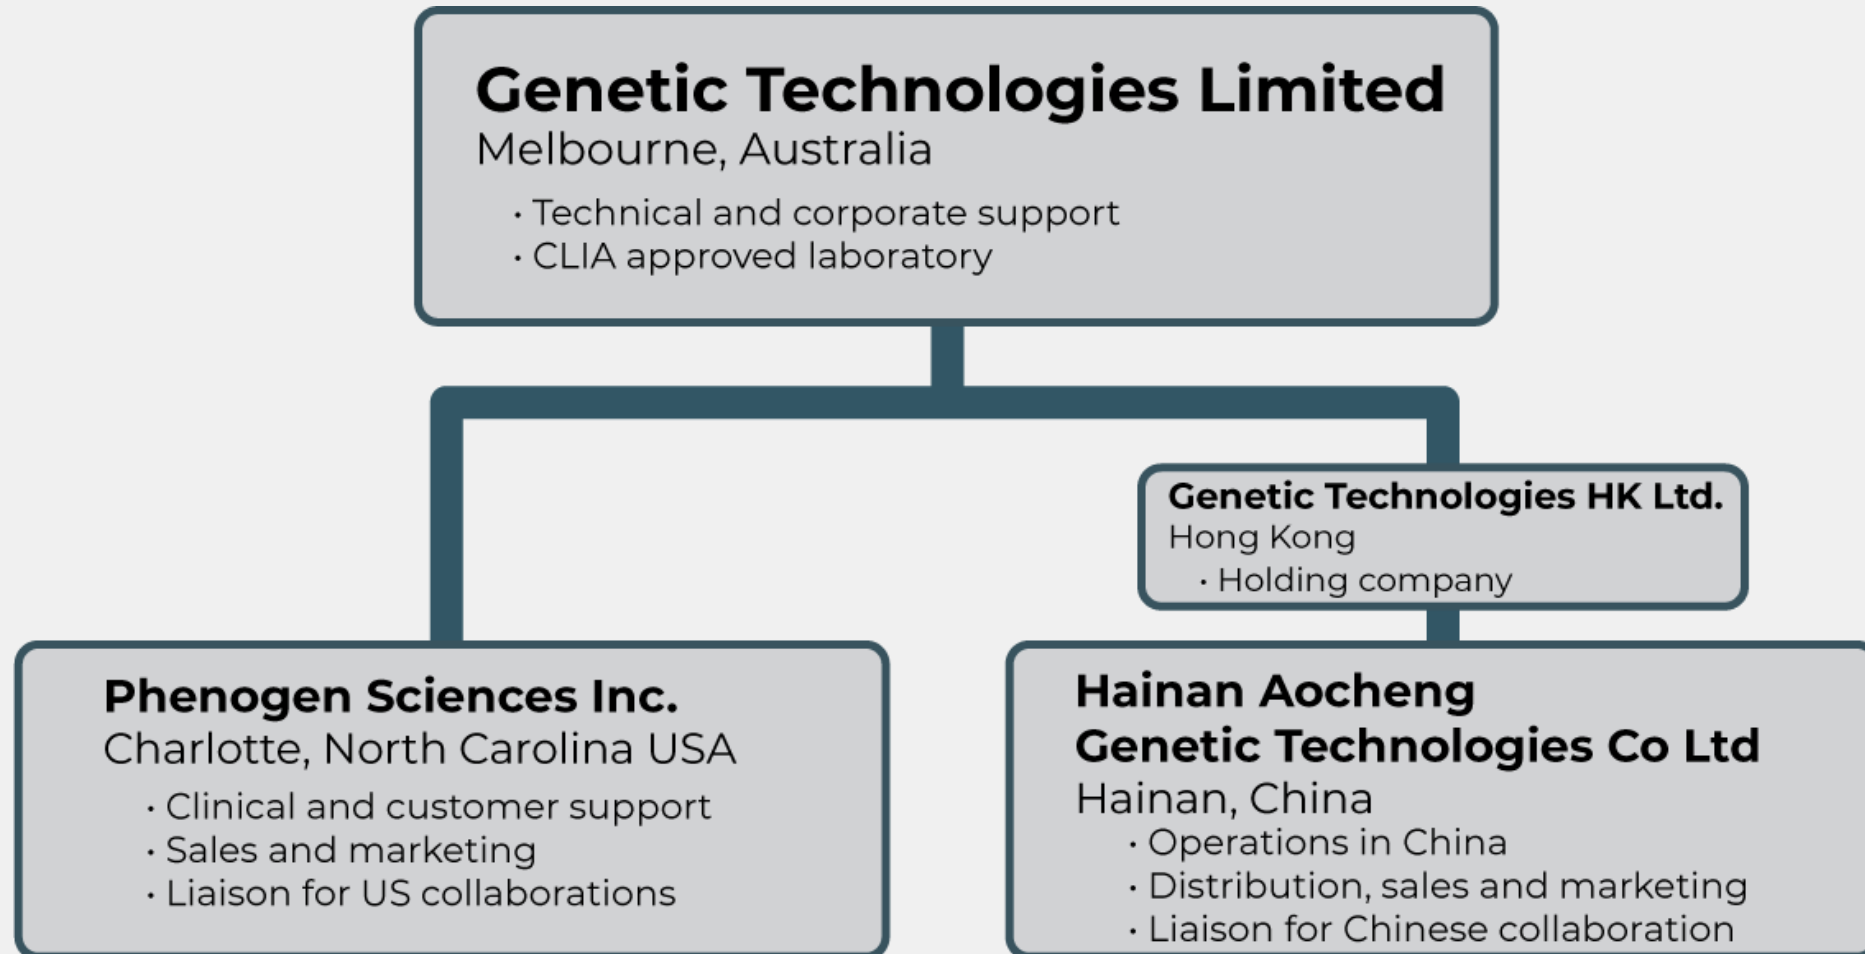 Genetic Technologies Limited
Melbourne, Australia
· Technical and corporate support
· CLIA approved laboratory
Genetic Technologies HK Ltd.
Hong Kong
· Holding company
Phenogen Sciences Inc.
Charlotte, North Carolina USA
· Clinical and customer support
· Sales and marketing
· Liaison for US collaborations
Hainan Aocheng
Genetic Technologies Co Ltd
Hainan, China
· Operations in China
· Distribution, sales and marketing
· Liaison for Chinese collaboration